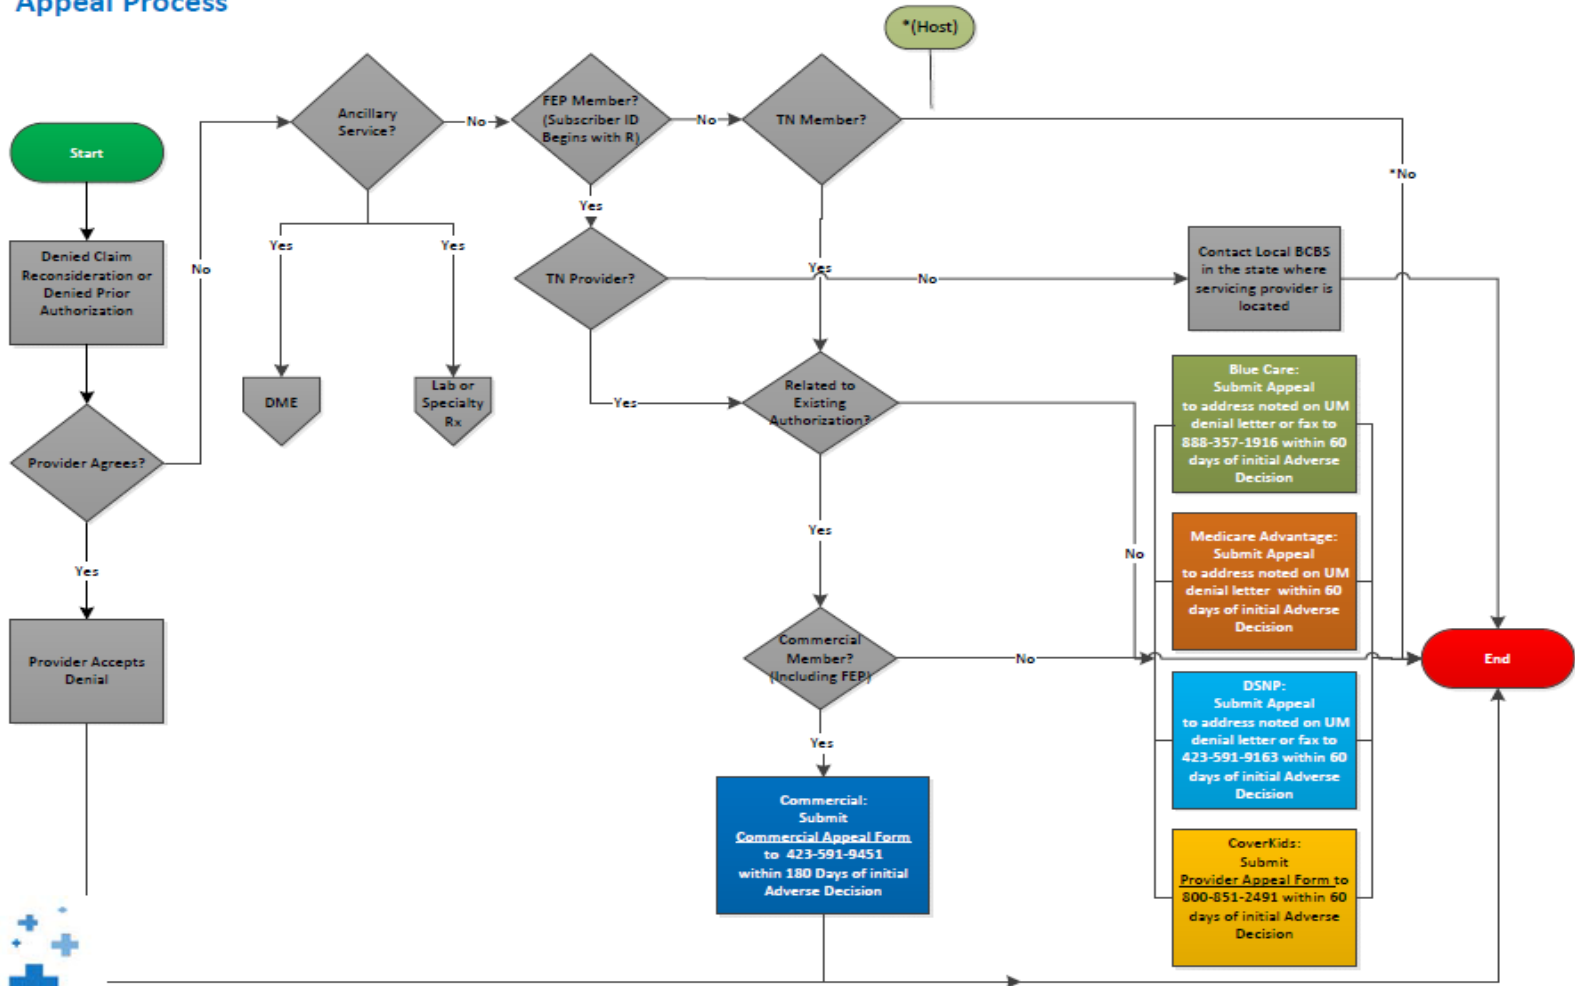 Appeal Process
*(Host)
Start
Denied Claim
Reconsideration or
Denied Prior
Authorization
Provider Agrees?
No
Yes
Provider Accepts
Denial
Ancillary
Service?
No
Yes
Yes
DME
Lab or
Specialty
Rx
FEP Member?
(Subscriber ID
Begins with R)
No
Yes
TN Member?
*No
Yes
TN Provider?
No
Yes
Contact Local BCBS
in the state where
servicing provider is
located
Related to
Existing
Authorization?
No
Yes
Commercial
Member?
(Including FEP)
No
Yes
Commercial:
Submit
Commercial Appeal Form
to 423-591-9451
within 180 Days of initial
Adverse Decision
Blue Care:
Submit Appeal
to address noted on UM
denial letter or fax to
888-357-1916 within 60
days of initial Adverse
Decision
Medicare Advantage:
Submit Appeal
to address noted on UM
denial letter within 60
days of initial Adverse
Decision
DSNP:
Submit Appeal
to address noted on UM
denial letter or fax to
423-591-9163 within 60
days of initial Adverse
Decision
CoverKids:
Submit
Provider Appeal Form to
800-851-2491 within 60
days of initial Adverse
Decision
End